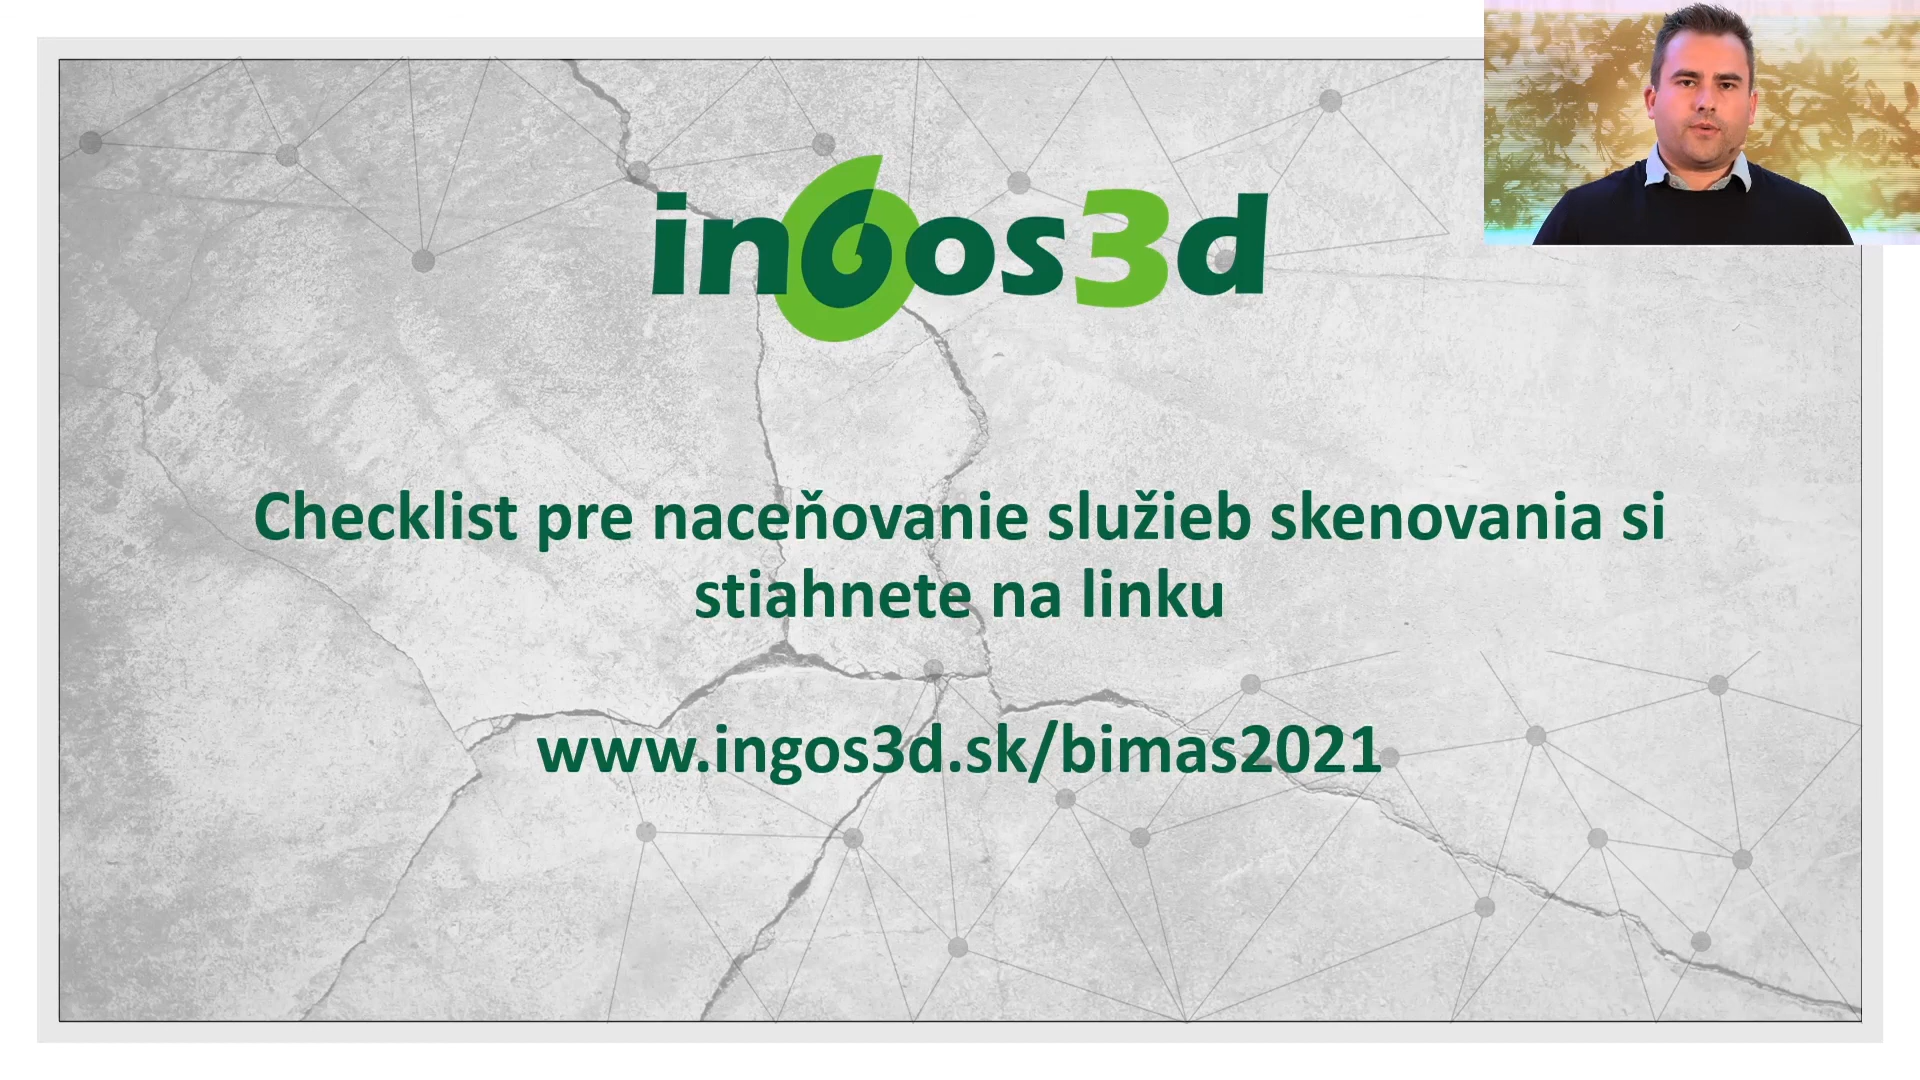 ingos3d
Checklist pre naceňovanie služieb skenovania si
stiahnete na linku
www.ingos3d.sk/bimas2021